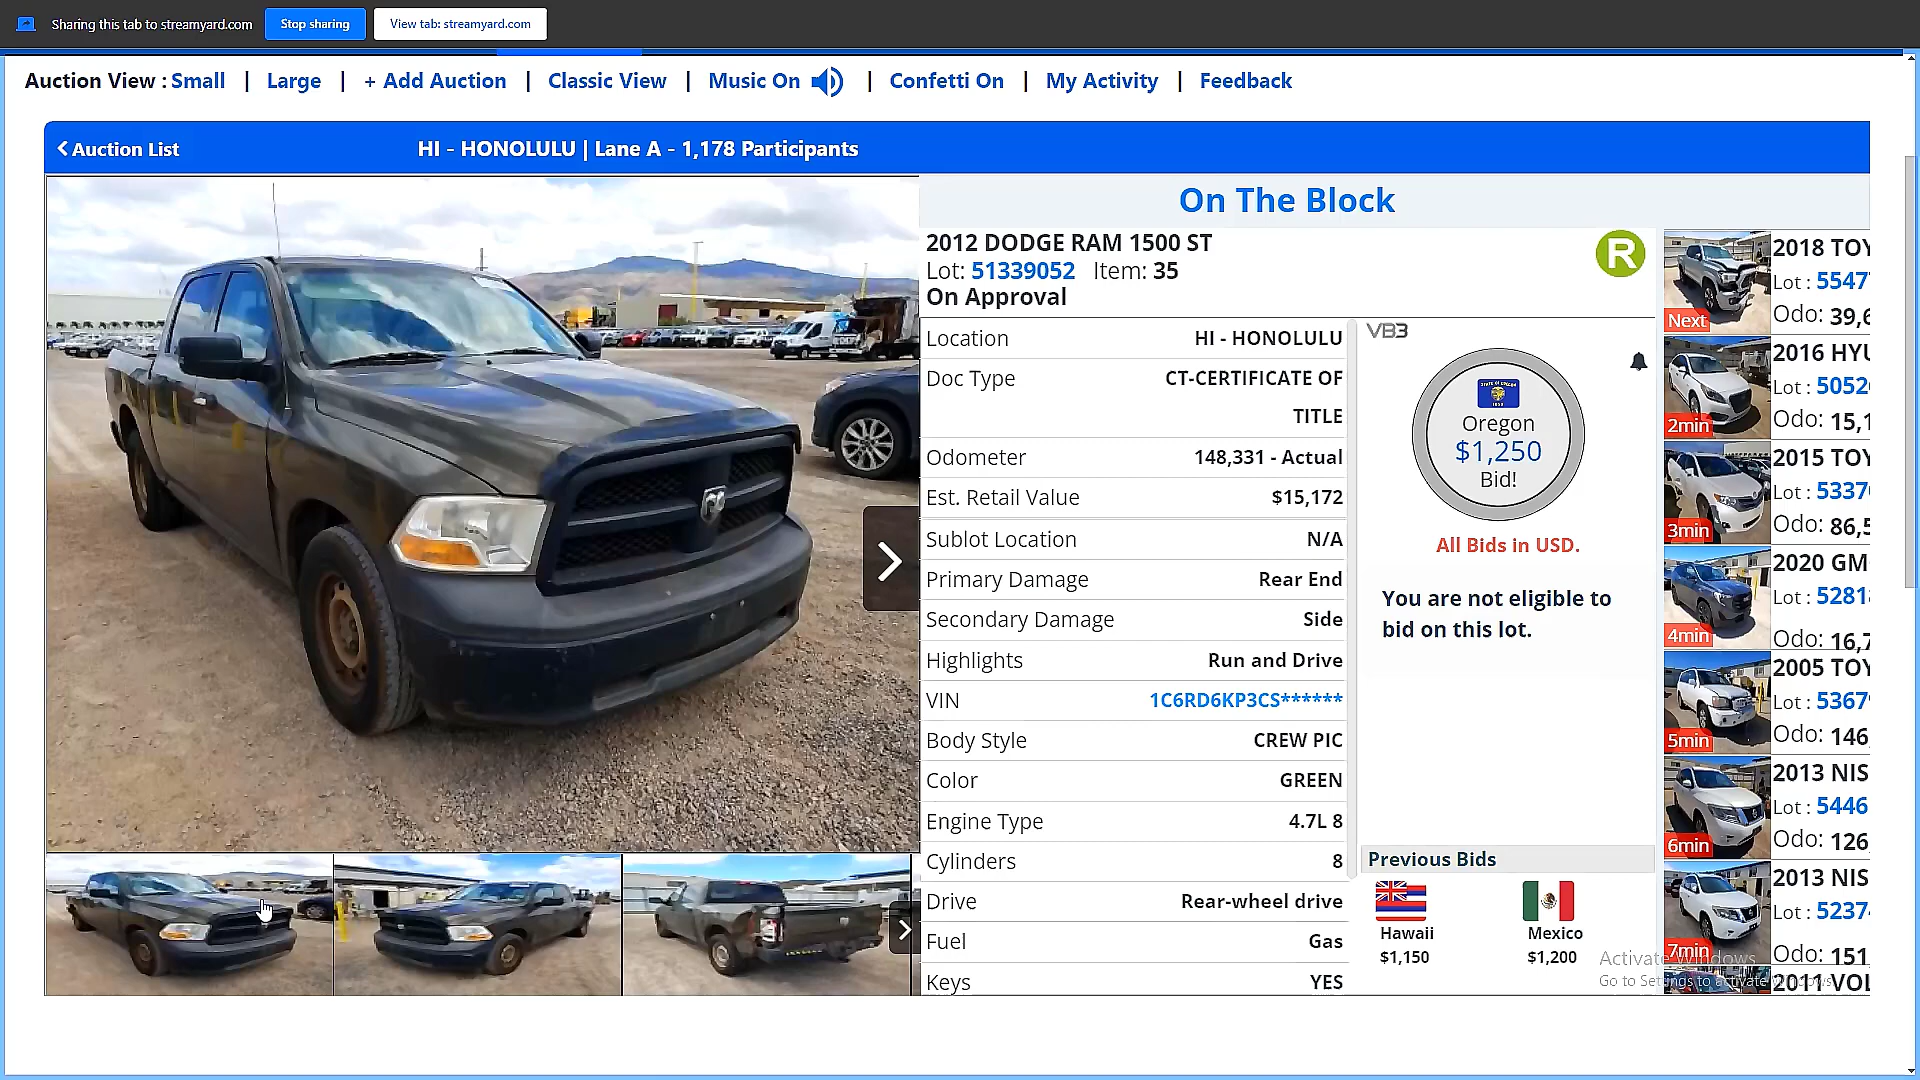 Sharing this tab to streamyard.com
Stop sharing
View tab: streamyard.com
Auction View : Small | Large | + Add Auction | Classic View | Music On | Confetti On | My Activity | Feedback
Auction List
HI - HONOLULU | Lane A - 1,178 Participants
On The Block
2012 DODGE RAM 1500 ST
Lot: 51339052 Item: 35
On Approval
R
Location HI - HONOLULU
Doc Type CT-CERTIFICATE OF
TITLE
Odometer 148,331 - Actual
Est. Retail Value $15,172
Sublot Location N/A
Primary Damage Rear End
Secondary Damage Side
Highlights Run and Drive
VIN 1C6RD6KP3CS******
Body Style CREW PIC
Color GREEN
Engine Type 4.7L 8
Cylinders 8
Drive Rear-wheel drive
Fuel Gas
Keys YES
VB3
Oregon
$1,250
Bid!
All Bids in USD.
You are not eligible to
bid on this lot.
Previous Bids
Hawaii
$1,150
Mexico
$1,200
2018 TOY
Lot : 5547
Odo: 39,6
Next
2016 HYU
Lot : 5052
Odo: 15,1
2min
2015 TOY
Lot : 5337
Odo: 86,5
3min
2020 GM
Lot : 5281
Odo: 16,7
4min
2005 TOY
Lot : 5367
Odo: 146
5min
2013 NIS
Lot : 5446
Odo: 126
6min
2013 NIS
Lot : 5237
Odo: 151
7min
2011 VOL
Activate Windows
Go to Settings to activate Windows.